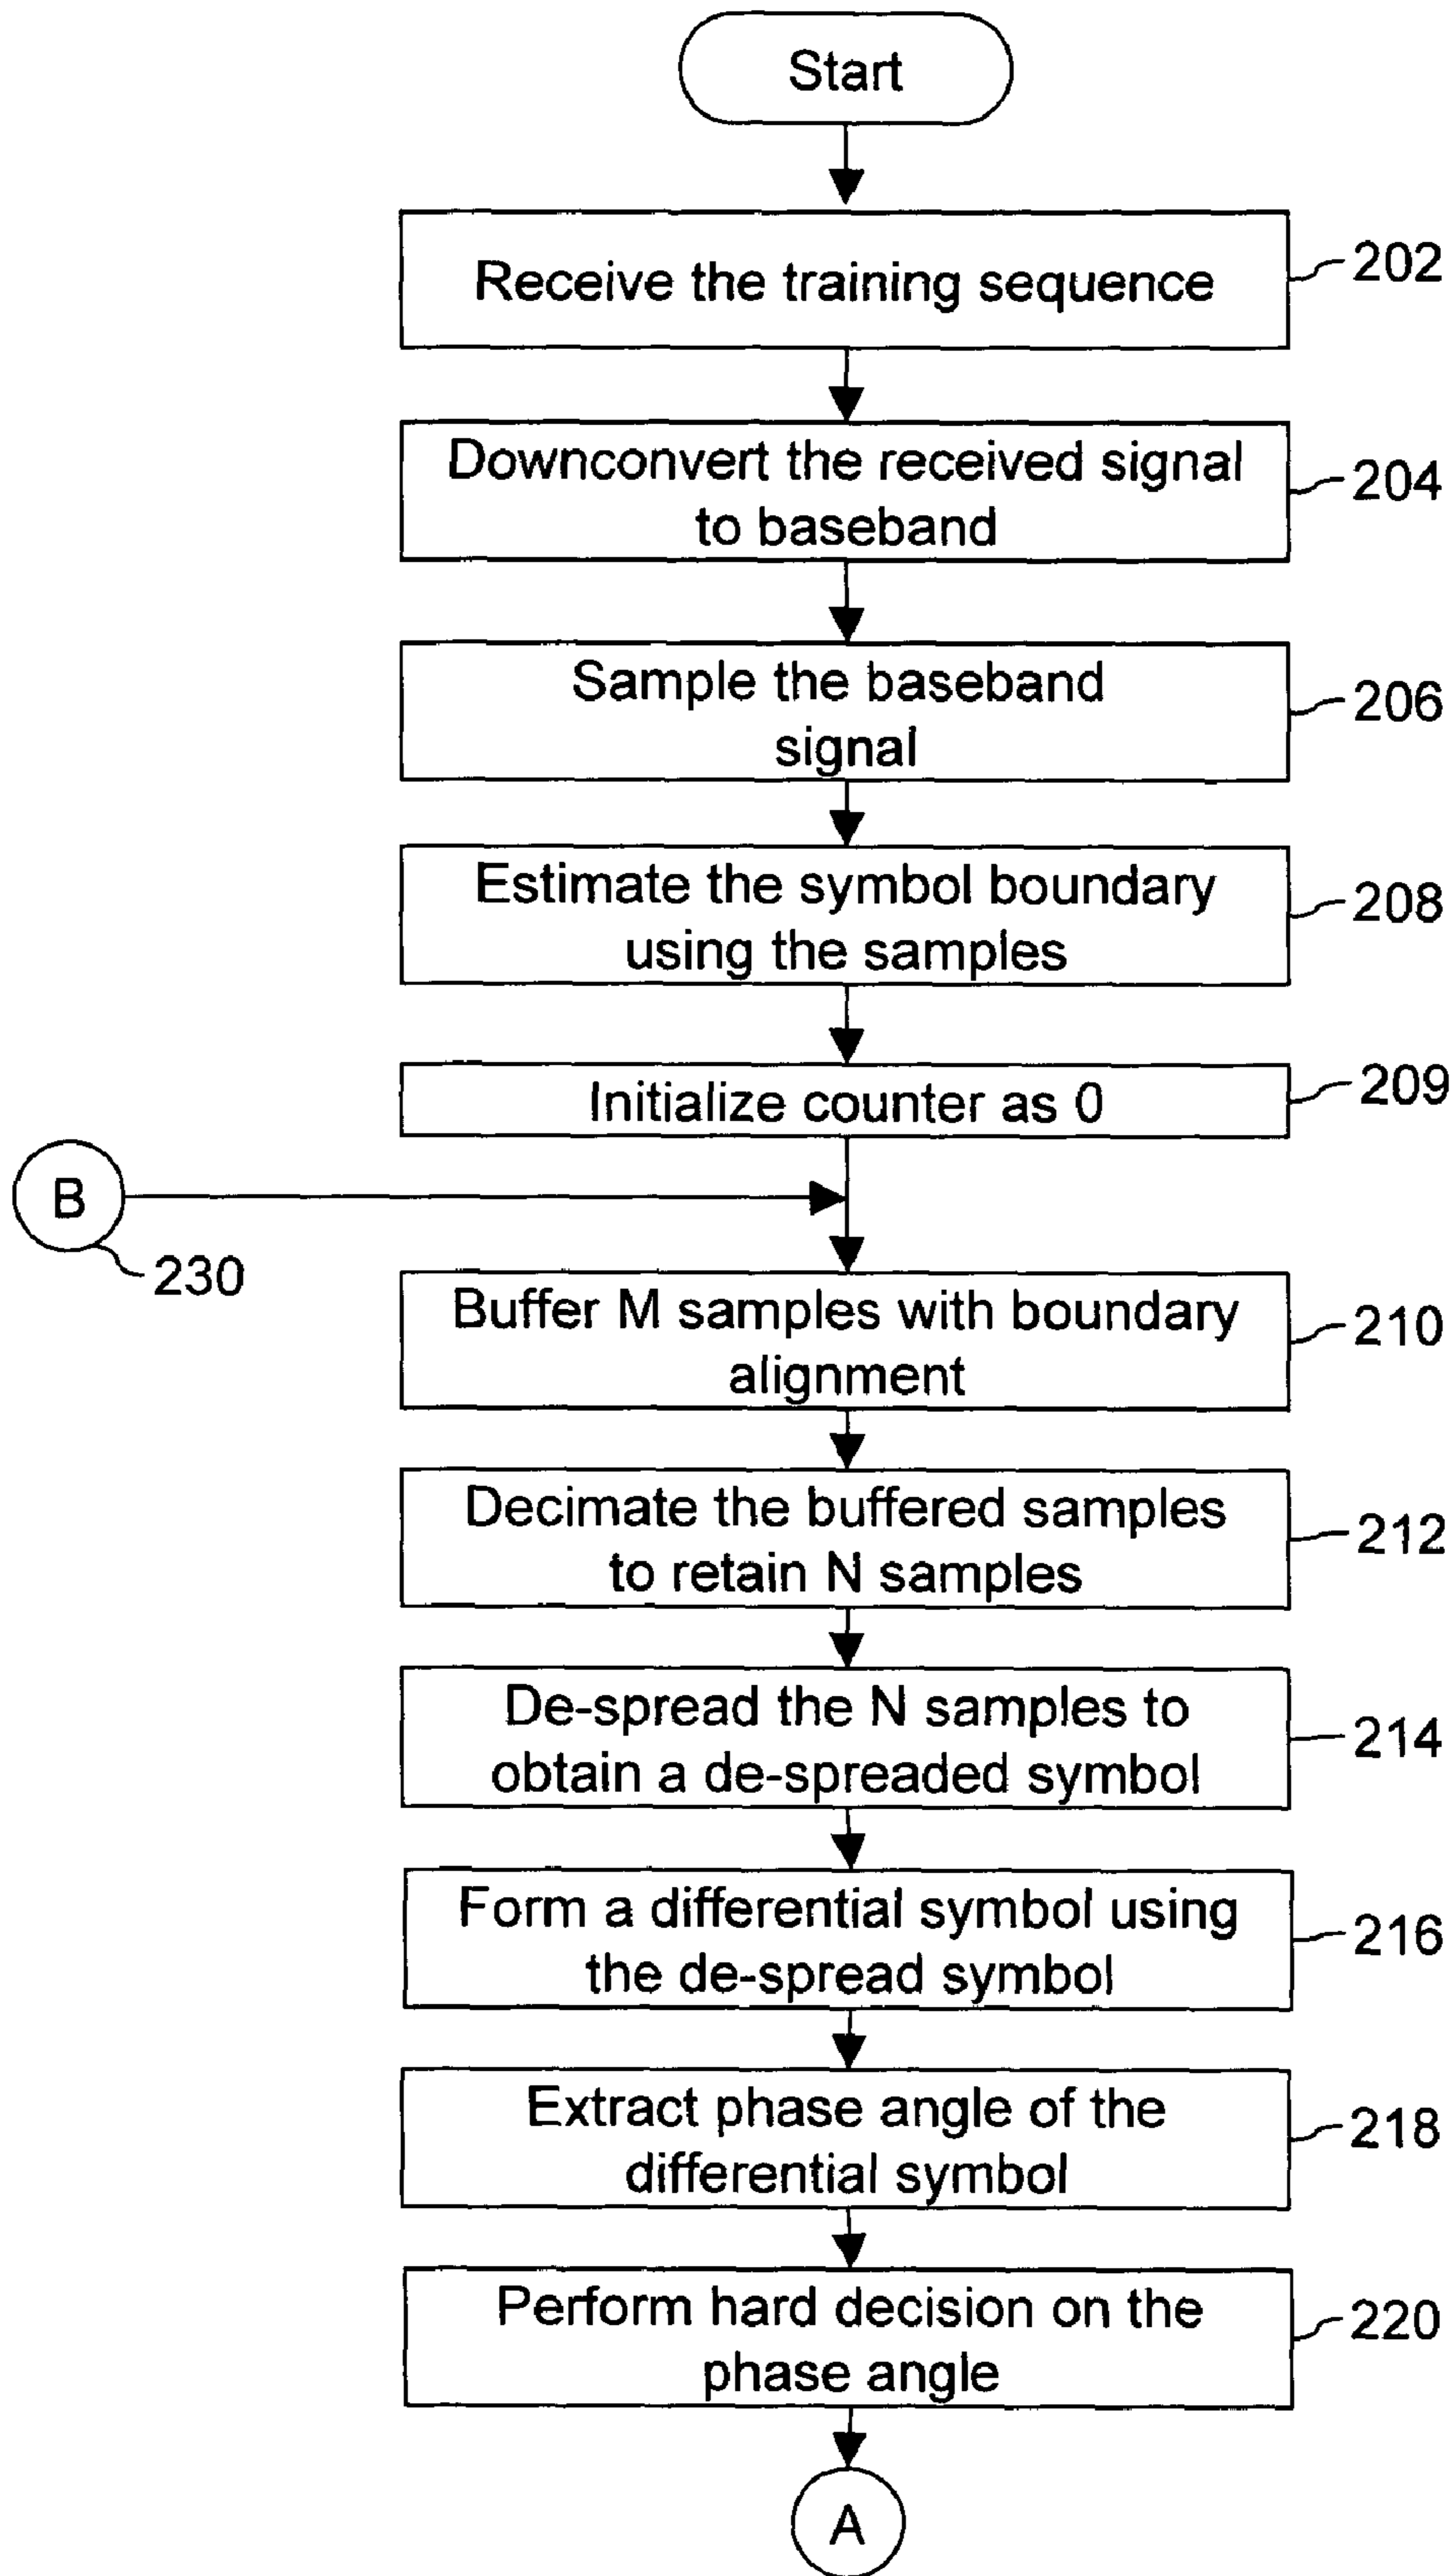 Start
Receive the training sequence
202
Downconvert the received signal
to baseband
204
Sample the baseband
signal
206
Estimate the symbol boundary
using the samples
208
Initialize counter as 0
209
B
230
Buffer M samples with boundary
alignment
210
Decimate the buffered samples
to retain N samples
212
De-spread the N samples to
obtain a de-spreaded symbol
214
Form a differential symbol using
the de-spread symbol
216
Extract phase angle of the
differential symbol
218
Perform hard decision on the
phase angle
220
A